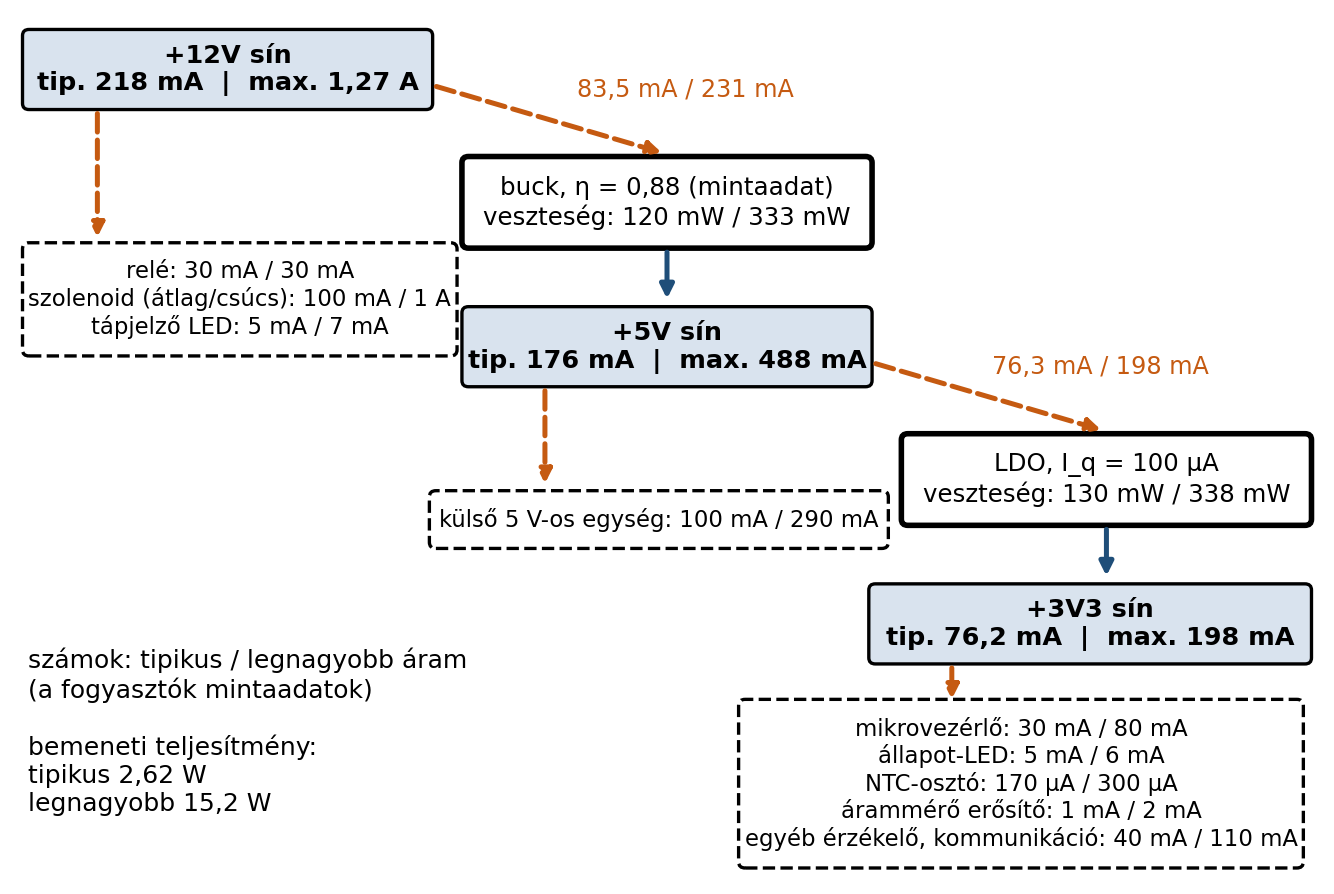 +12V sín
tip. 218 mA | max. 1,27 A
83,5 mA / 231 mA
buck, η = 0,88 (mintaadat)
veszteség: 120 mW / 333 mW
relé: 30 mA / 30 mA
szolenoid (átlag/csúcs): 100 mA / 1 A
tápjelző LED: 5 mA / 7 mA
+5V sín
tip. 176 mA | max. 488 mA
76,3 mA / 198 mA
LDO, I_q = 100 µA
veszteség: 130 mW / 338 mW
külső 5 V-os egység: 100 mA / 290 mA
+3V3 sín
tip. 76,2 mA | max. 198 mA
számok: tipikus / legnagyobb áram
(a fogyasztók mintaadatok)
bemeneti teljesítmény:
tipikus 2,62 W
legnagyobb 15,2 W
mikrovezérlő: 30 mA / 80 mA
állapot-LED: 5 mA / 6 mA
NTC-osztó: 170 µA / 300 µA
árammérő erősítő: 1 mA / 2 mA
egyéb érzékelő, kommunikáció: 40 mA / 110 mA